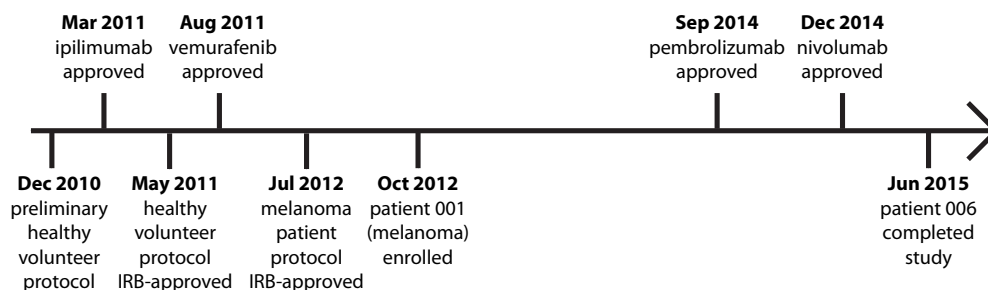 Mar 2011
ipilimumab
approved
Aug 2011
vemurafenib
approved
Sep 2014
pembrolizumab
approved
Dec 2014
nivolumab
approved
Dec 2010
preliminary
healthy
volunteer
protocol
May 2011
healthy
volunteer
protocol
IRB-approved
Jul 2012
melanoma
patient
protocol
IRB-approved
Oct 2012
patient 001
(melanoma)
enrolled
Jun 2015
patient 006
completed
study